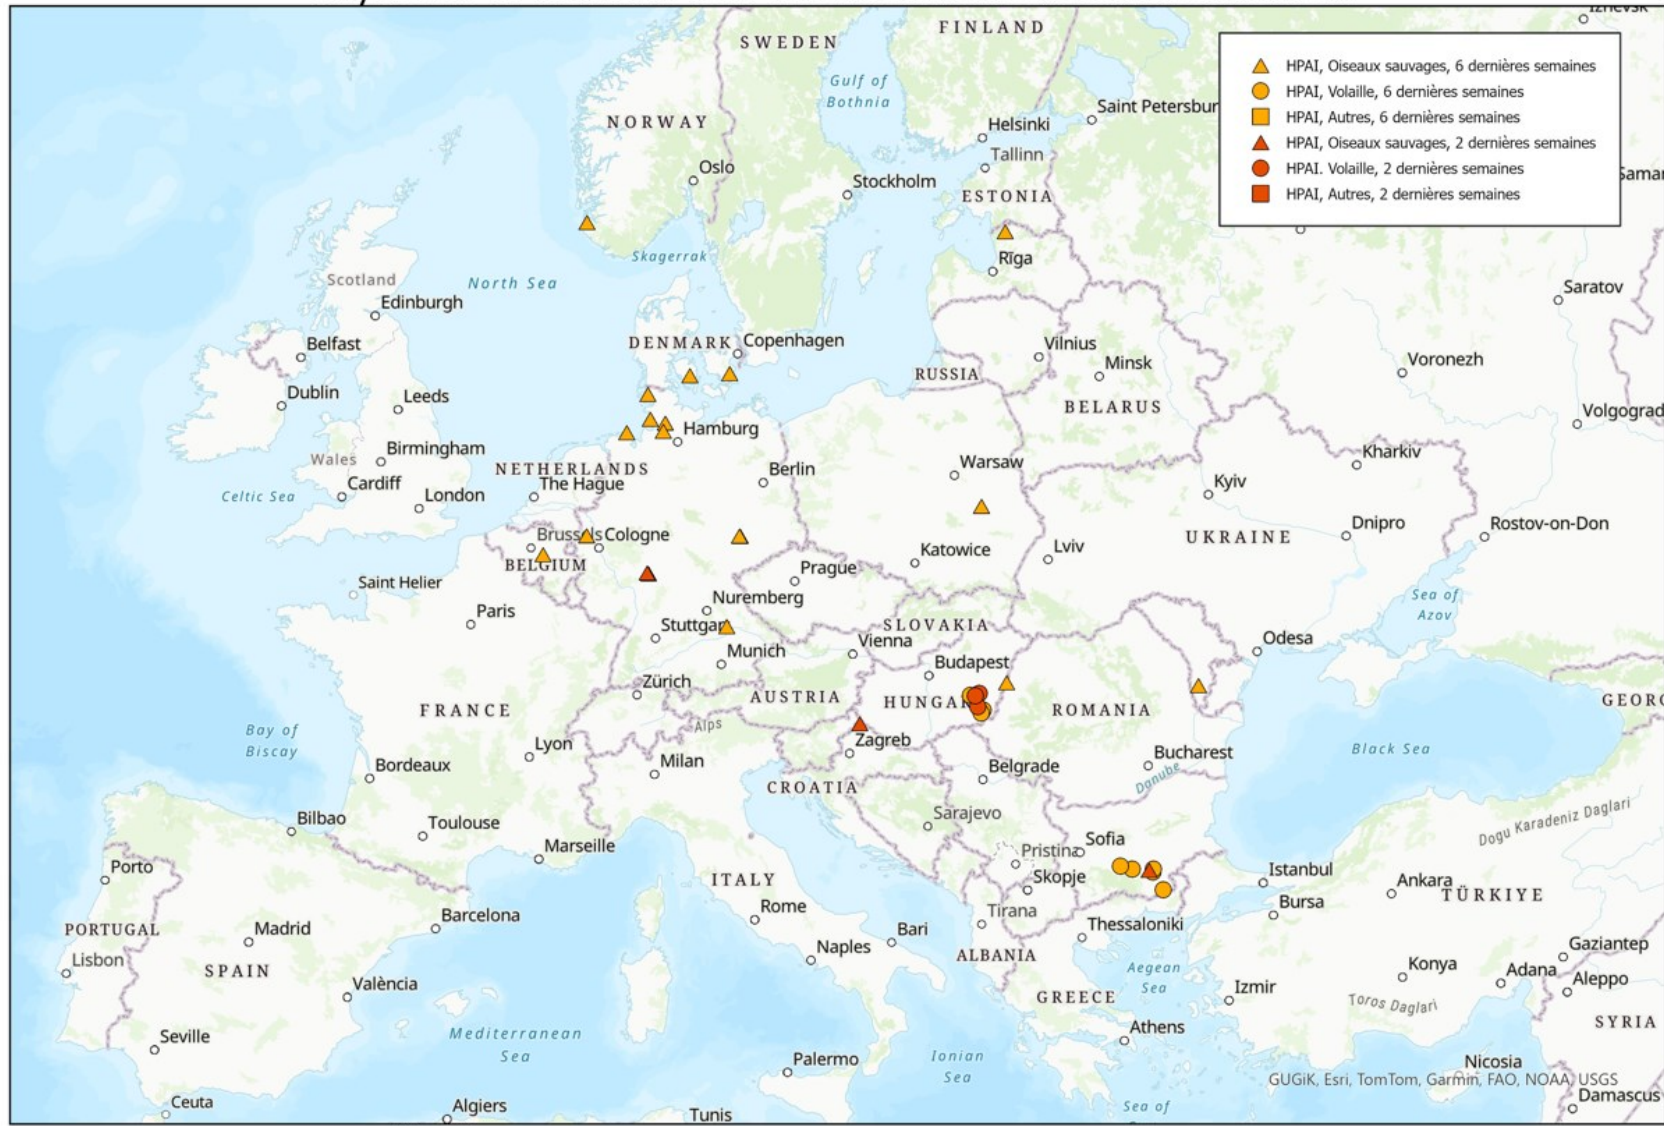 Izhevsk
FINLAND
SWEDEN
HPAI, Oiseaux sauvages, 6 dernières semaines
HPAI, Volaille, 6 dernières semaines
HPAI, Autres, 6 dernières semaines
HPAI, Oiseaux sauvages, 2 dernières semaines
HPAI. Volaille, 2 dernières semaines
HPAI, Autres, 2 dernières semaines
Gulf of
Bothnia
Saint Petersbur
NORWAY
Helsinki
Tallinn
Oslo
Stockholm
Samar
ESTONIA
Skagerrak
Rīga
Scotland
North Sea
Saratov
Edinburgh
Belfast
DENMARK
Copenhagen
Vilnius
Minsk
Voronezh
RUSSIA
Dublin
Leeds
BELARUS
Volgograd
Hamburg
Birmingham
Kharkiv
Wales
NETHERLANDS
Berlin
Warsaw
Cardiff
The Hague
Kyiv
Celtic Sea
London
Dnipro
Rostov-on-Don
Brussels
Cologne
UKRAINE
Katowice
Lviv
BELGIUM
Prague
Saint Helier
Nuremberg
Sea of
Azov
Paris
Stuttgar
SLOVAKIA
Vienna
Odesa
Munich
Budapest
Zürich
AUSTRIA
HUNGAR
ROMANIA
GEORG
FRANCE
Alps
Bay of
Biscay
Lyon
Zagreb
Bucharest
Black Sea
Milan
Bordeaux
Belgrade
Danube
CROATIA
Sarajevo
Dogu Karadeniz Daglari
Bilbao
Toulouse
Sofia
Marseille
Pristina
Porto
Istanbul
ITALY
Skopje
Ankara
TÜRKIYE
Rome
Bursa
Barcelona
Tirana
Thessaloniki
PORTUGAL
Madrid
Bari
Naples
Gaziantep
Lisbon
ALBANIA
Konya
Adana
Aleppo
SPAIN
Aegean
Sea
València
Izmir
GREECE
Toros Daglari
SYRIA
Mediterranean
Sea
Athens
Seville
Palermo
Ionian
Sea
Nicosia
GUGiK, Esri, TomTom, Garmin, FAO, NOAA, USGS
Damascus
Ceuta
Algiers
Tunis
Sea of